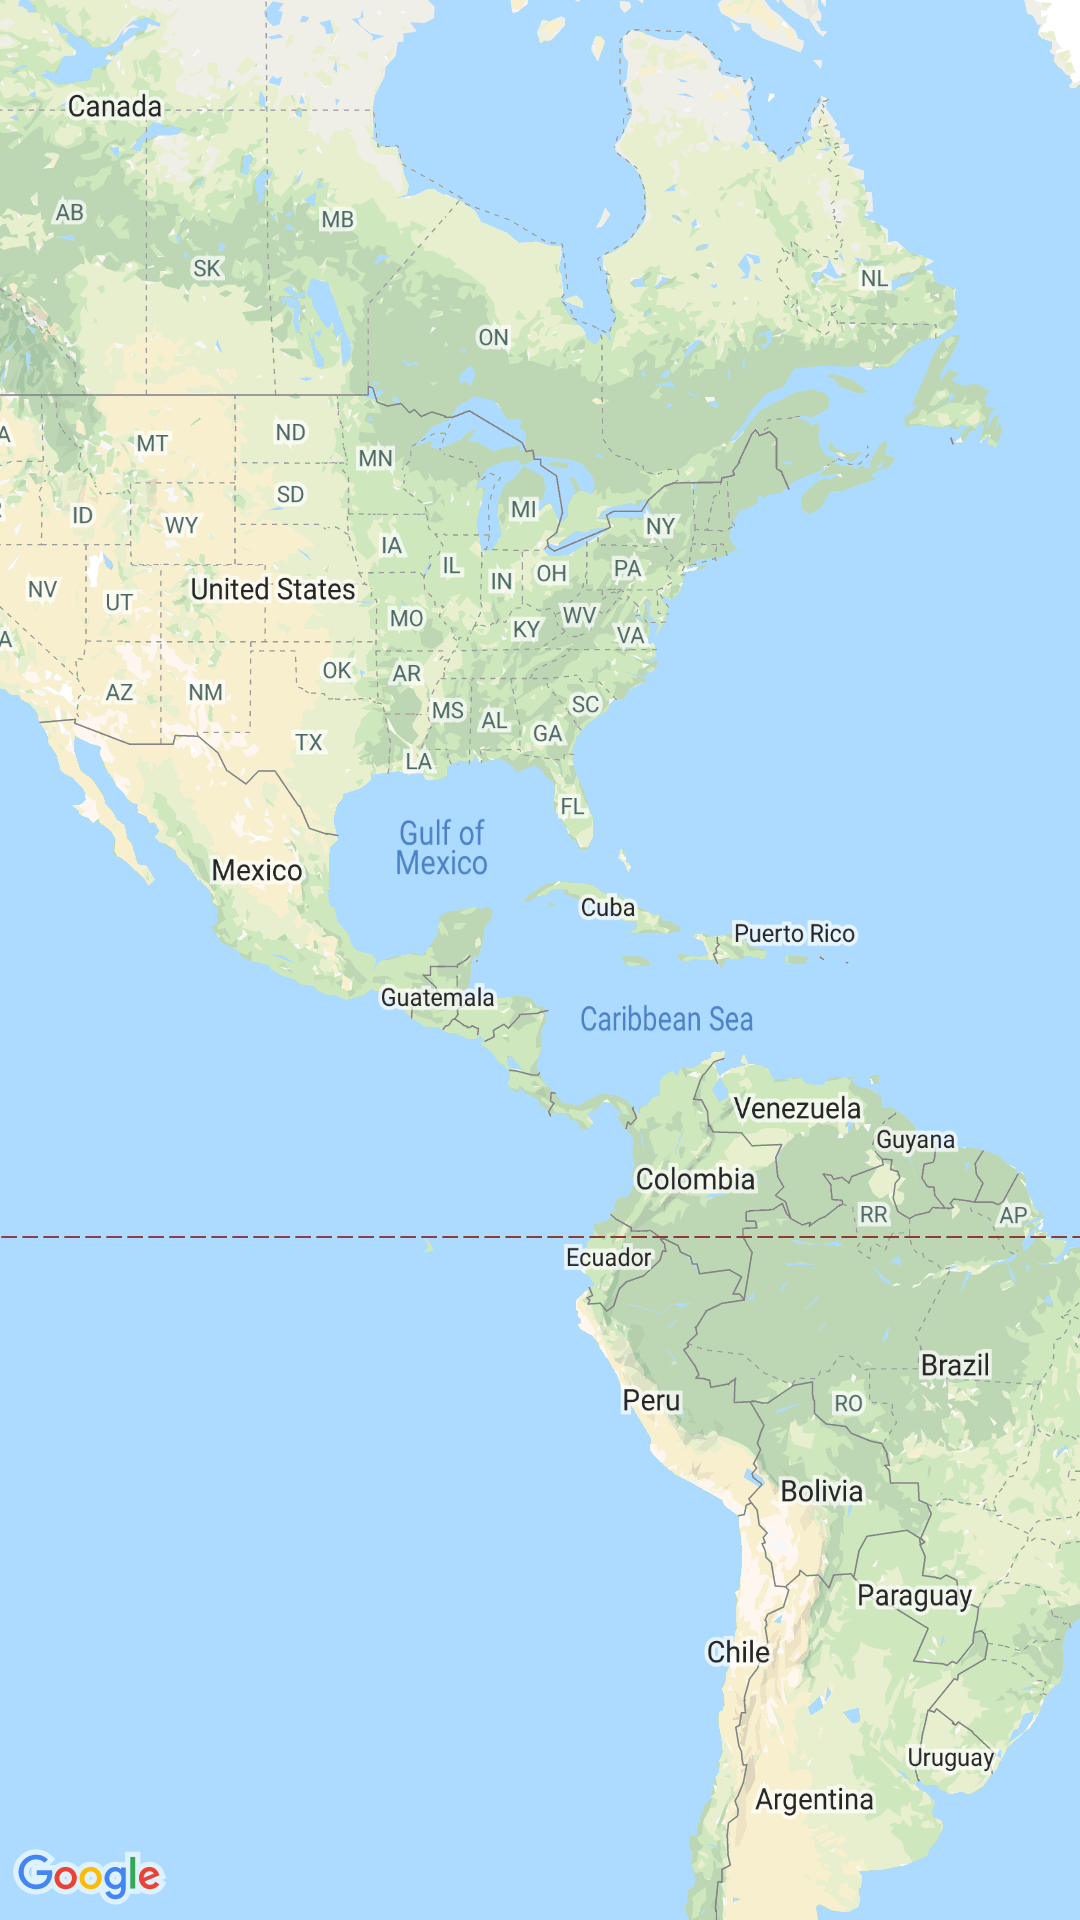 Canada
AB
MB
SK
NL
ON
A
MT
ND
MN
SD
ID
WY
MI
NY
IA
IL
IN
OH
PA
NV
UT
United States
MO
KY
WV
VA
A
OK
AR
AZ
NM
MS
AL
SC
GA
TX
LA
FL
Gulf of
Mexico
Mexico
Cuba
Puerto Rico
Guatemala
Caribbean Sea
Venezuela
Guyana
Colombia
RR
AP
Ecuador
Brazil
Peru
RO
Bolivia
Paraguay
Chile
Uruguay
Argentina
Google